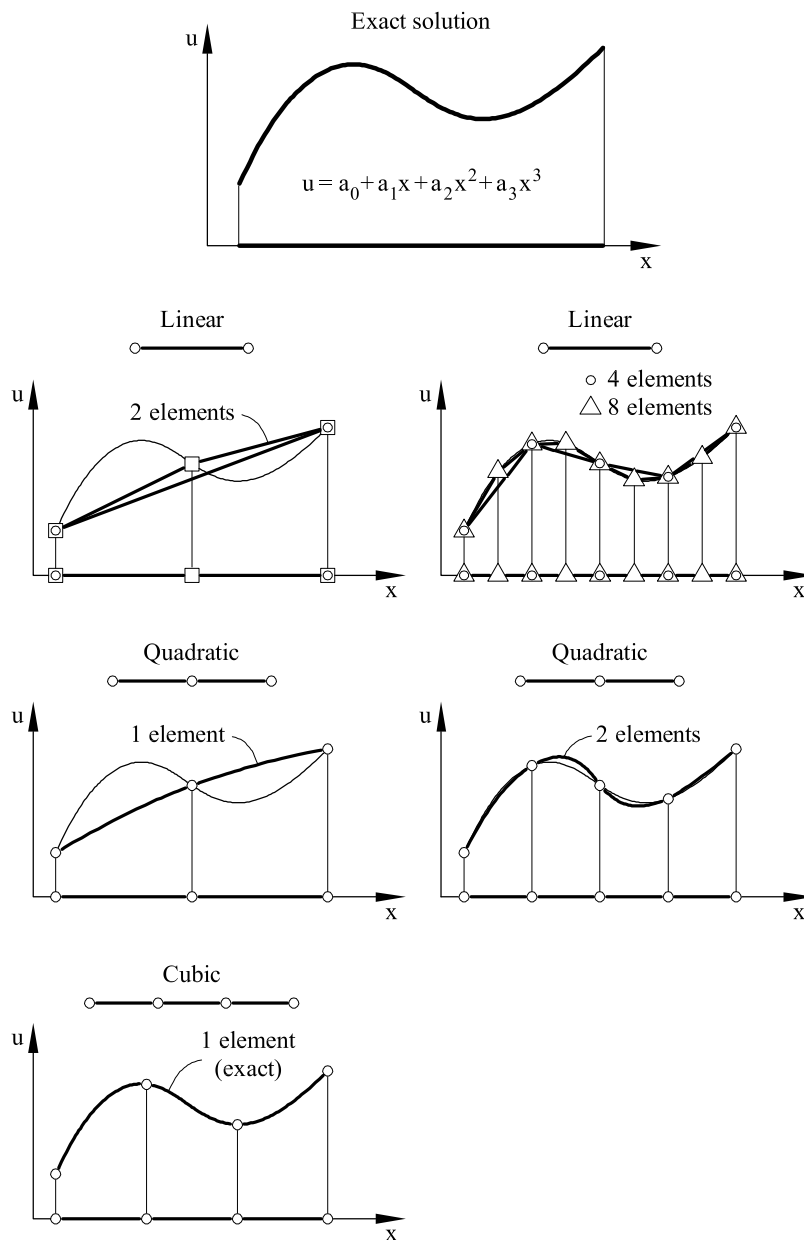 Exact solution
u
u = a0 + a1x + a2x² + a3x³
x
Linear
u
2 elements
x
Linear
4 elements
8 elements
u
x
Quadratic
u
1 element
x
Quadratic
u
2 elements
x
Cubic
u
1 element
(exact)
x